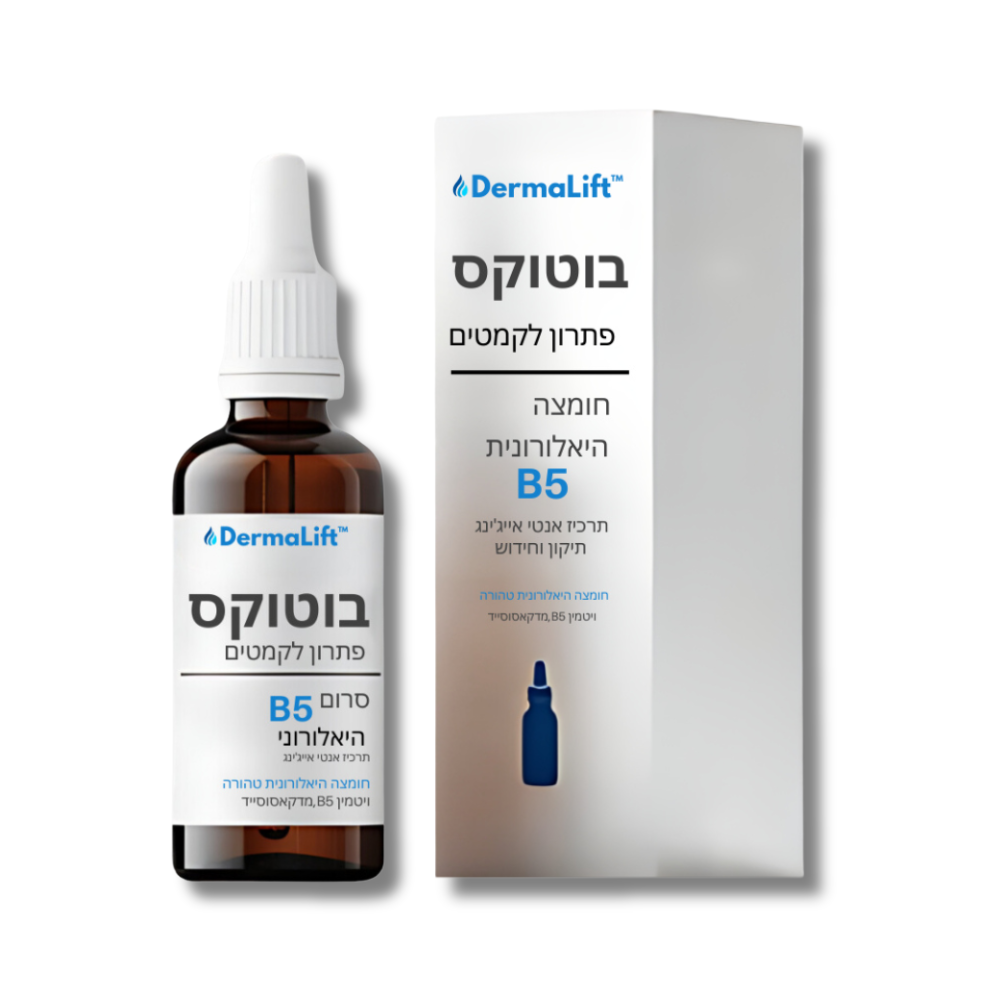 DermaLift™
בוטוקס
פתרון לקמטים
סרום B5
היאלורוני
תרכיז אנטי אייג'ינג
חומצה היאלורונית טהורה
ויטמין B5,מדקאסוסייד
DermaLift™
בוטוקס
פתרון לקמטים
חומצה
היאלורונית
B5
תרכיז אנטי אייג'ינג
תיקון וחידוש
חומצה היאלורונית טהורה
ויטמין B5,מדקאסוסייד